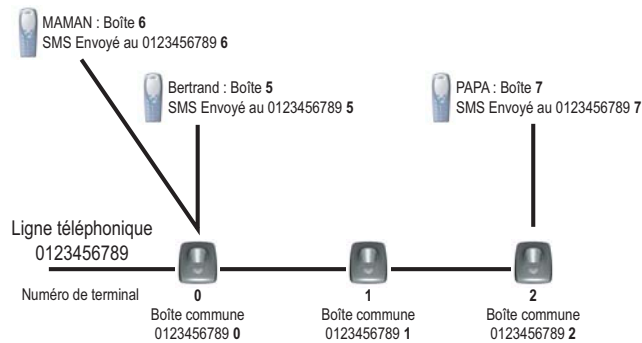 MAMAN : Boîte 6
SMS Envoyé au 0123456789 6
Bertrand : Boîte 5
SMS Envoyé au 0123456789 5
PAPA : Boîte 7
SMS Envoyé au 0123456789 7
Ligne téléphonique
0123456789
Numéro de terminal
0
1
2
Boîte commune
0123456789 0
Boîte commune
0123456789 1
Boîte commune
0123456789 2